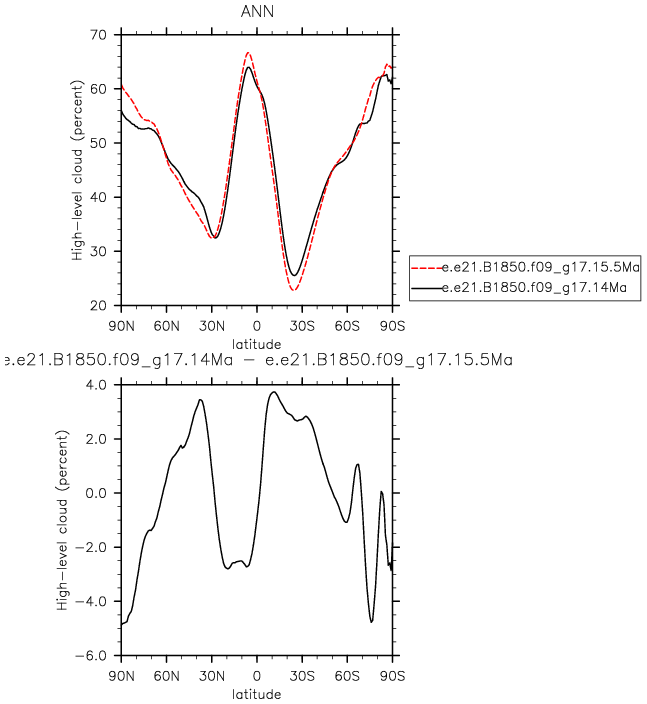 ANN
70
60
50
40
30
20
High-level cloud (percent)
90N 60N 30N 0 30S 60S 90S
latitude
e.e21.B1850.f09_g17.15.5Ma
e.e21.B1850.f09_g17.14Ma
e.e21.B1850.f09_g17.14Ma - e.e21.B1850.f09_g17.15.5Ma
4.0
2.0
0.0
-2.0
-4.0
-6.0
High-level cloud (percent)
90N 60N 30N 0 30S 60S 90S
latitude